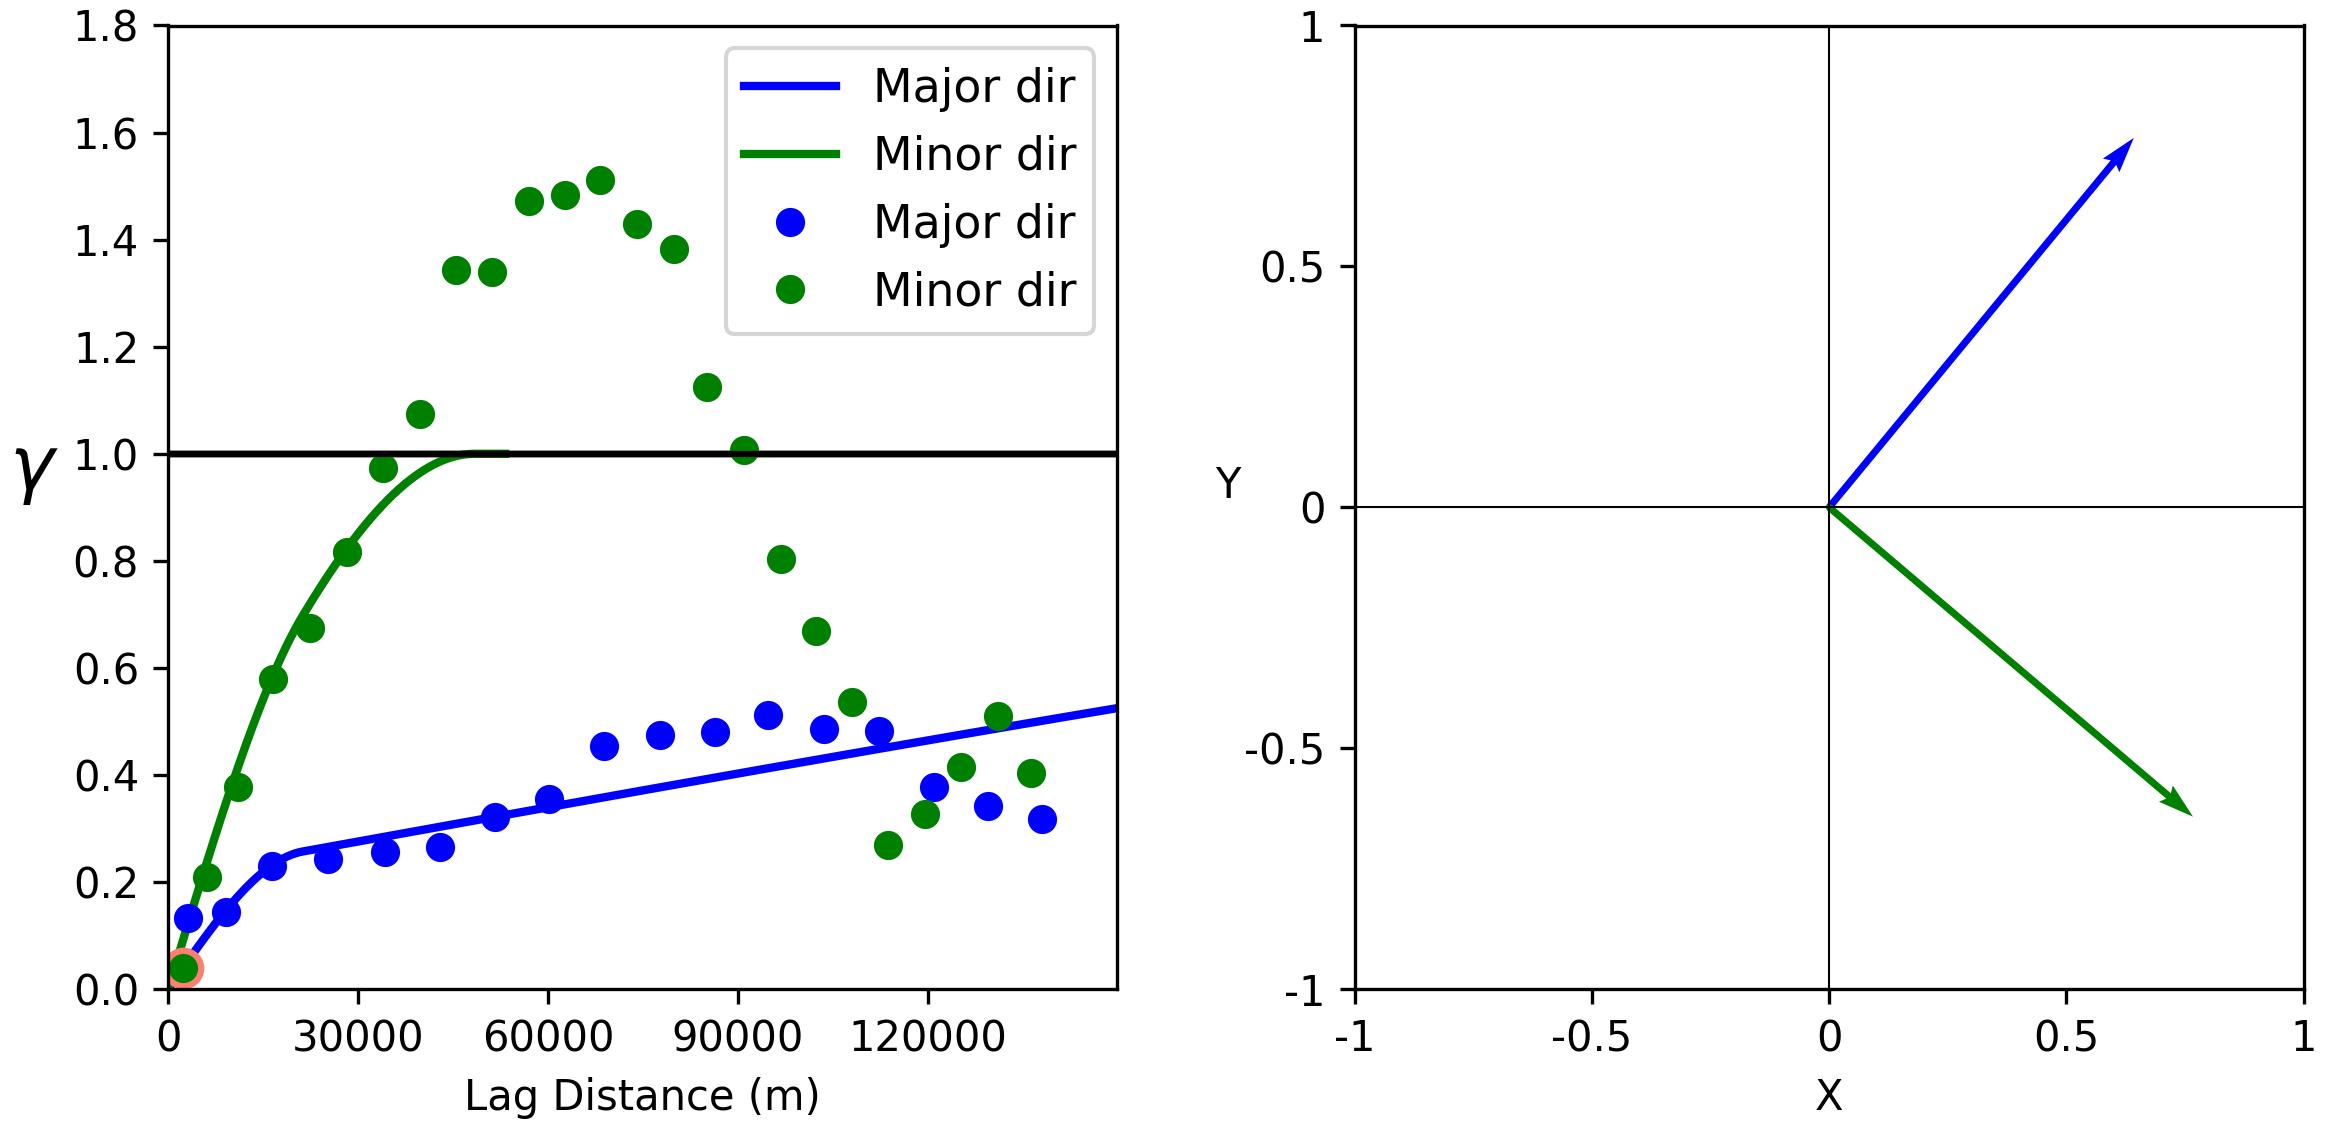 1.8
1.6
1.4
1.2
1.0
0.8
0.6
0.4
0.2
0.0
γ
0 30000 60000 90000 120000
Lag Distance (m)
Major dir
Minor dir
Major dir
Minor dir
1
0.5
0
-0.5
-1
Y
-1 -0.5 0 0.5 1
X